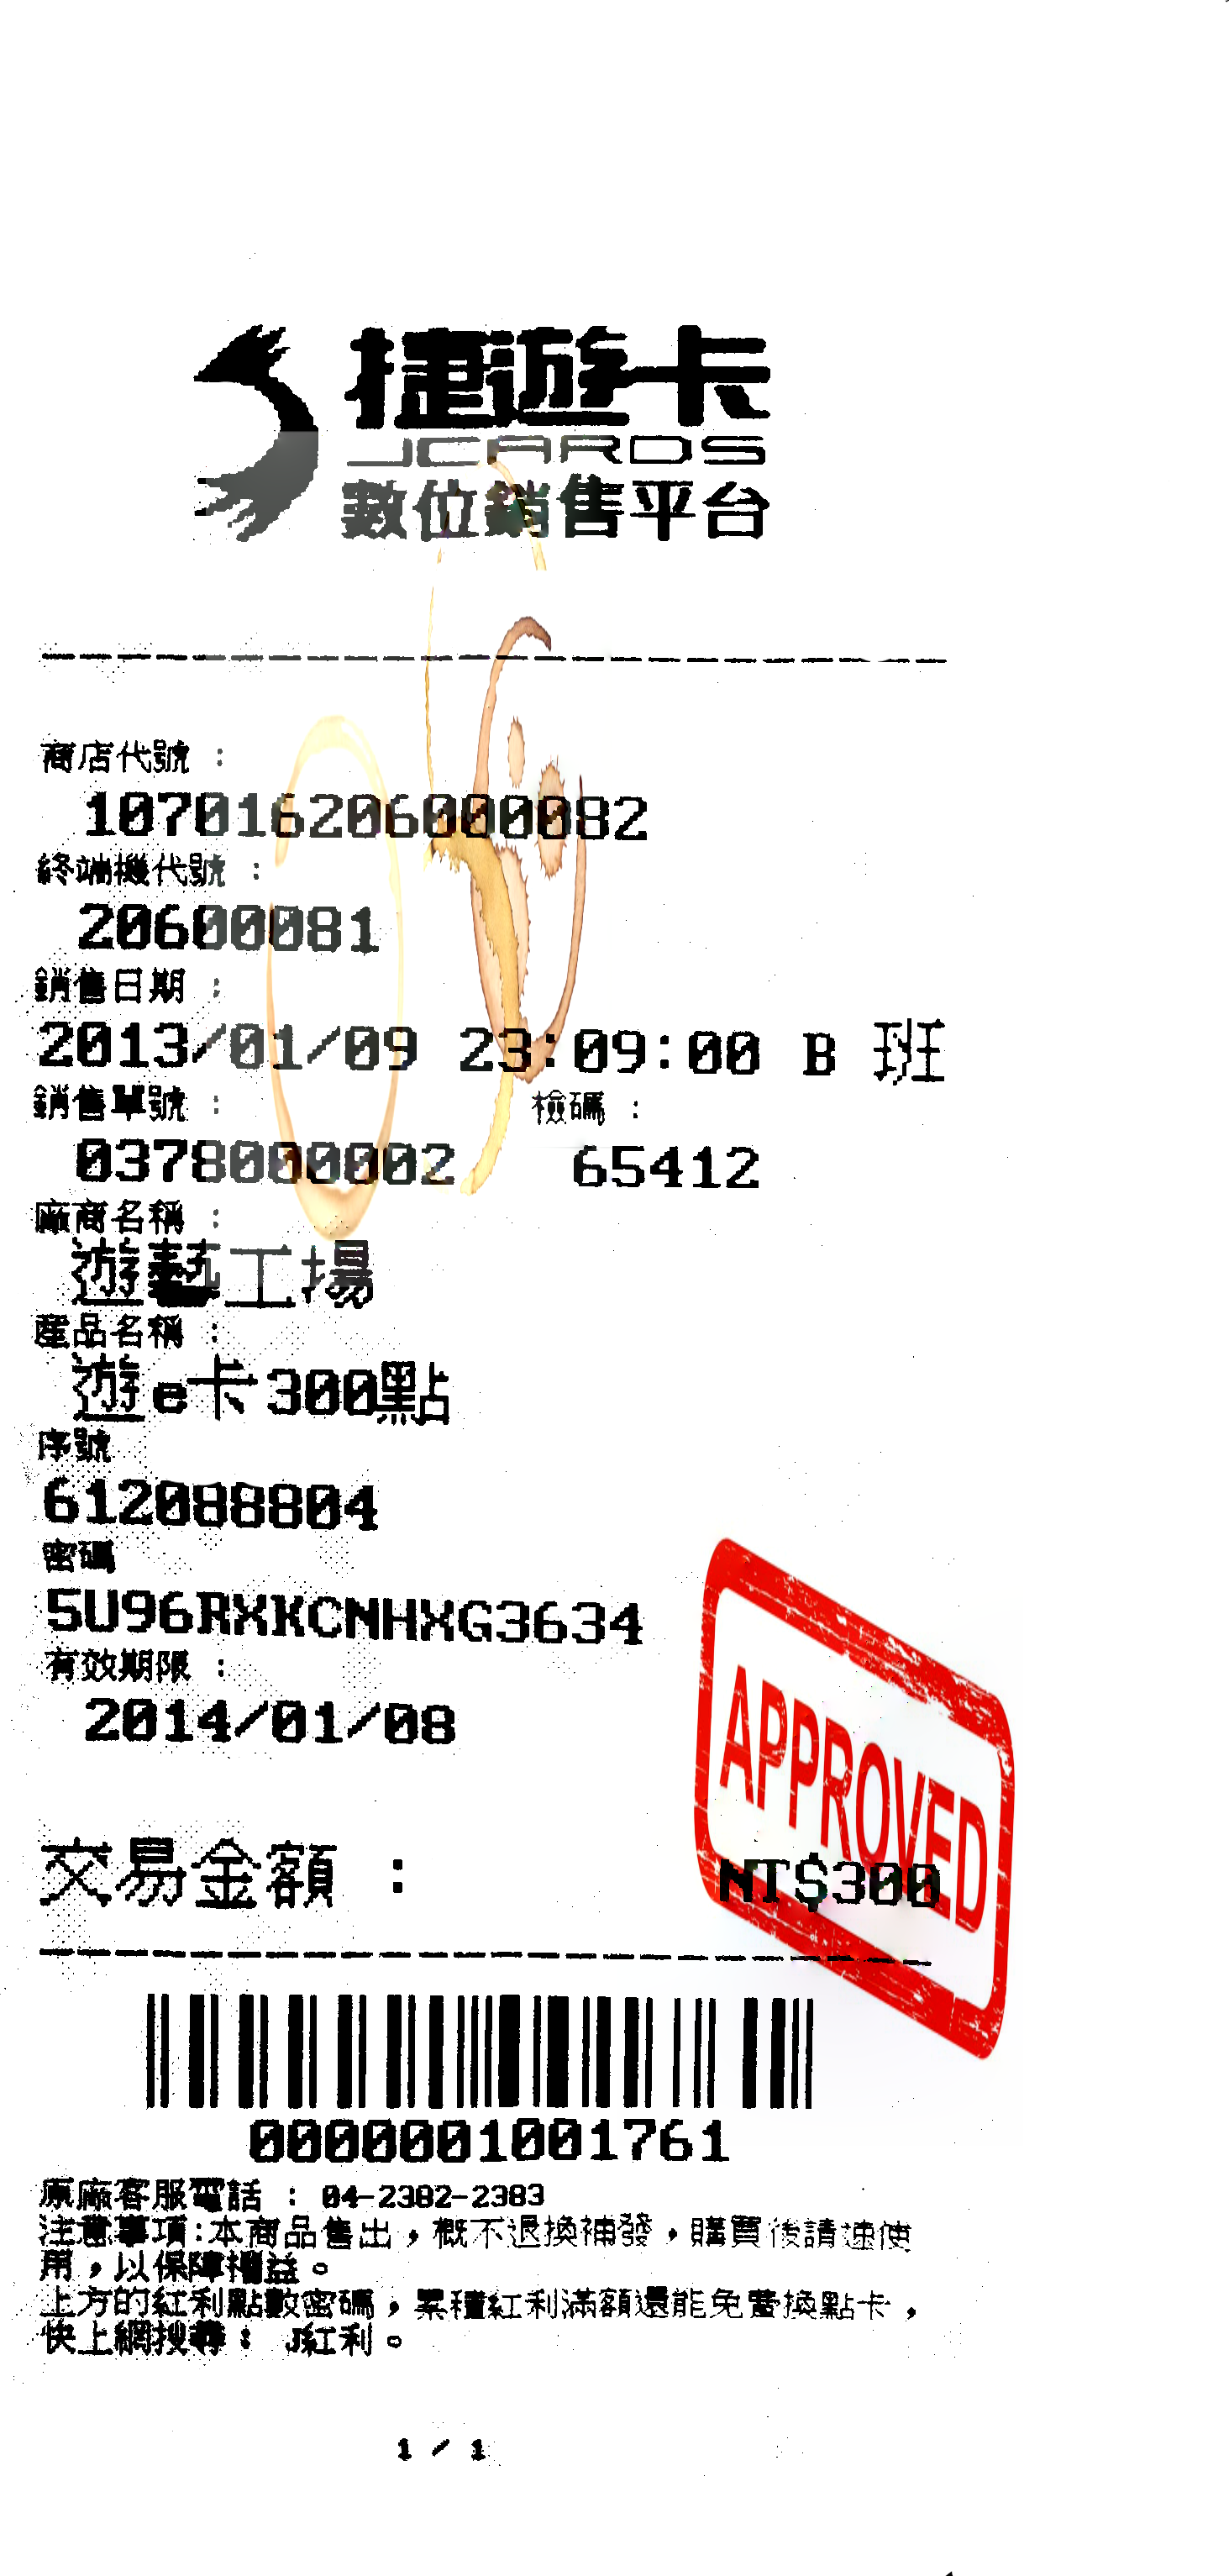 捷遊卡
JCARDS
數位銷售平台
商店代號 :
107016206000082
終端機代號 :
20600081
銷售日期 :
2013/01/09 23:09:00 B 班
銷售單號 : 檢碼 :
0378000002 65412
廠商名稱 :
遊藝工場
產品名稱 :
遊e卡300點
序號
612088804
密碼
5U96RXKCNHXG3634
有效期限 :
2014/01/08
APPROVED
交易金額 : NT$300
0000001001761
原廠客服電話 : 04-2382-2383
注意事項:本商品售出，概不退換補發，購買後請速使
用，以保障權益。
上方的紅利點數密碼，累積紅利滿額還能免費換點卡，
快上網搜尋： J紅利。
1 / 1